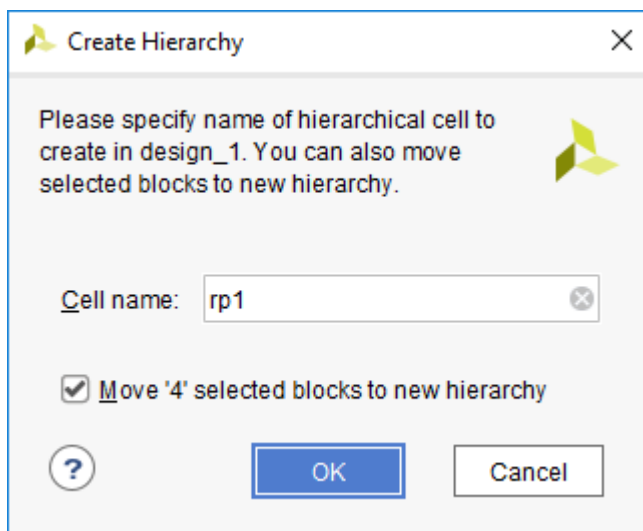 Create Hierarchy
Please specify name of hierarchical cell to
create in design_1. You can also move
selected blocks to new hierarchy.
Cell name: rp1
Move '4' selected blocks to new hierarchy
? OK Cancel